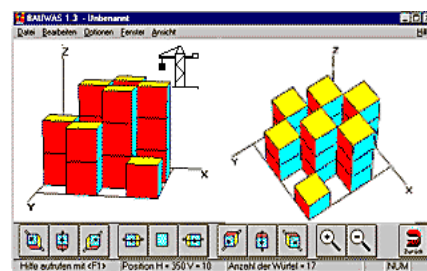 BAUWAS 1.3 - Unbenannt
Datei Bearbeiten Optionen Fenster Ansicht
Z
X
Y
Z
Y
X
Zurück
Hilfe aufrufen mit <F1> Position H = 350 V = 10 Anzahl der Würfel = 17 NUM